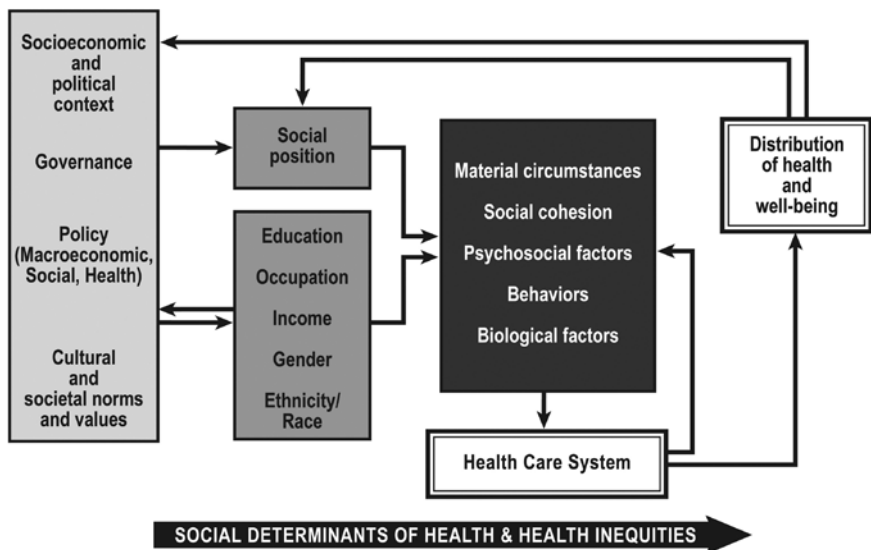 Socioeconomic
and
political
context
Governance
Policy
(Macroeconomic,
Social, Health)
Cultural
and
societal norms
and values
Social
position
Education
Occupation
Income
Gender
Ethnicity/
Race
Material circumstances
Social cohesion
Psychosocial factors
Behaviors
Biological factors
Health Care System
Distribution
of health
and
well-being
SOCIAL DETERMINANTS OF HEALTH & HEALTH INEQUITIES